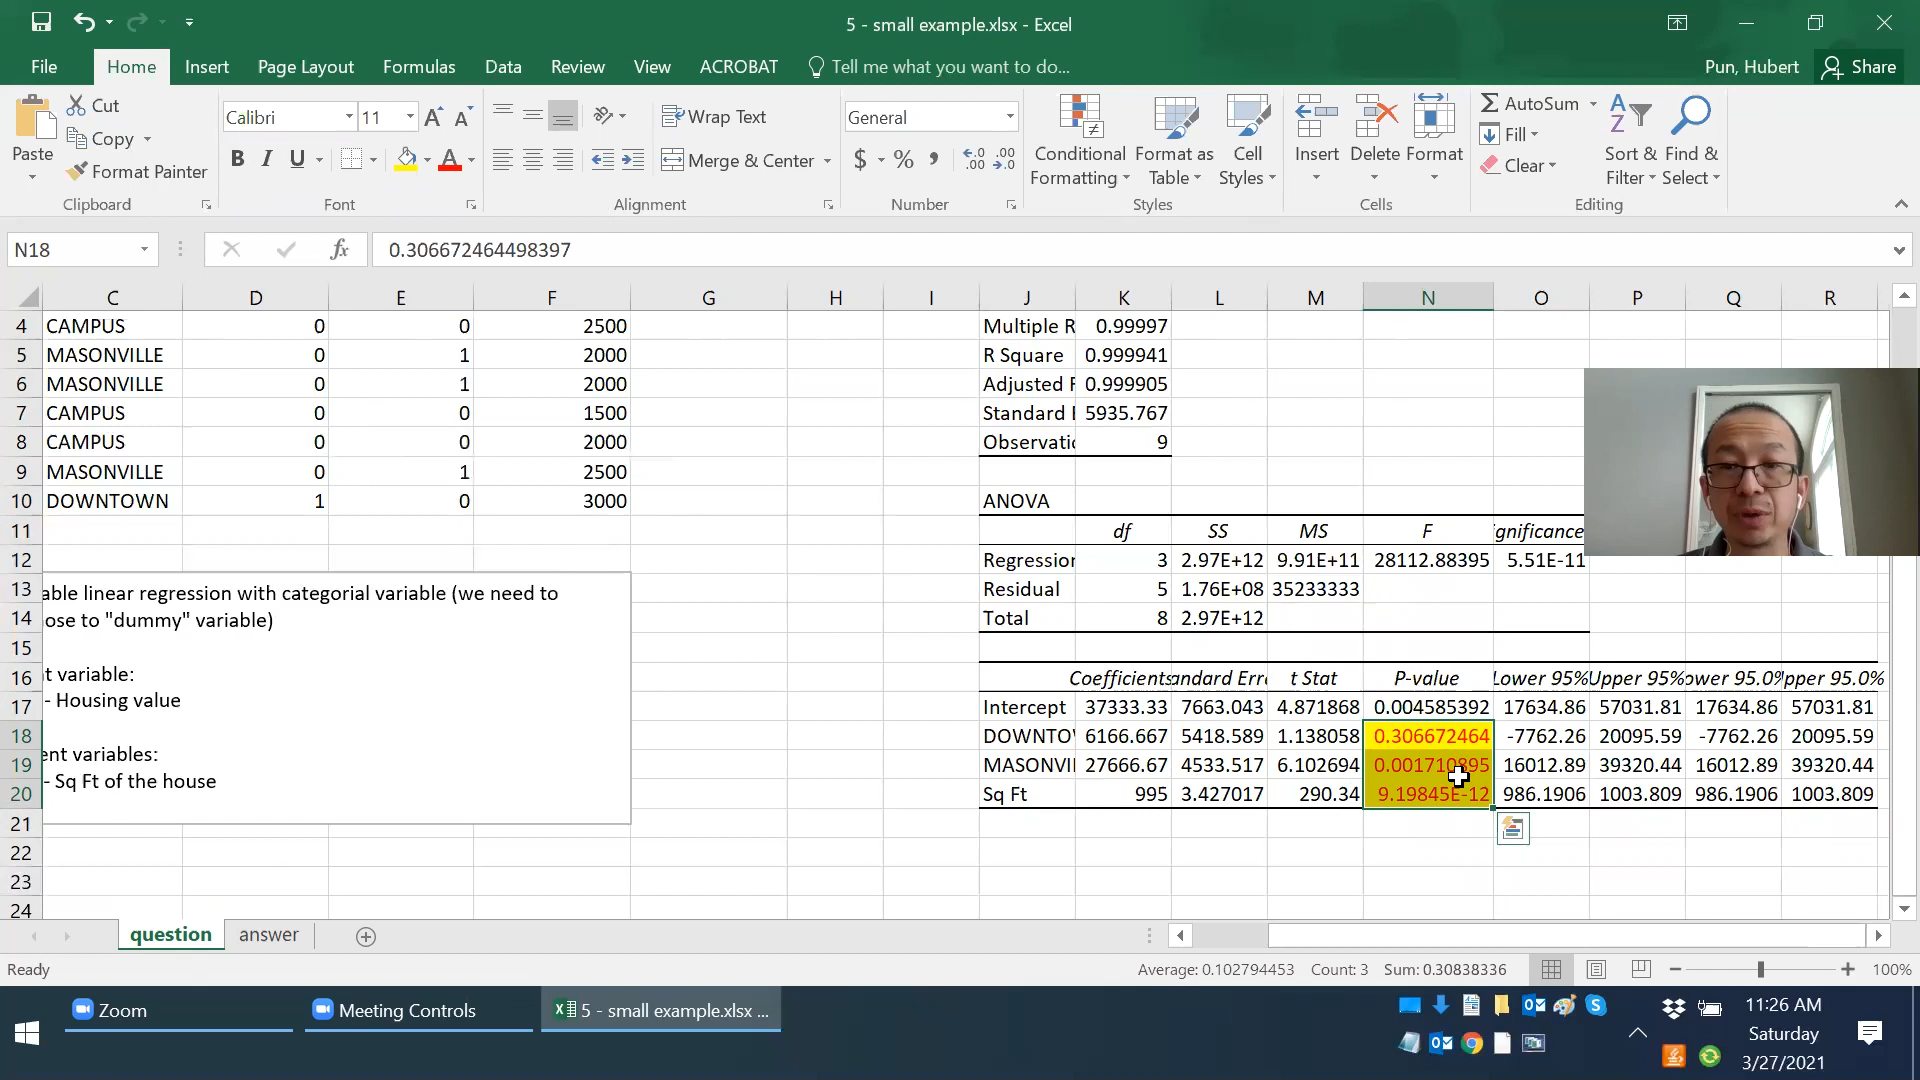 5 - small example.xlsx - Excel
File Home Insert Page Layout Formulas Data Review View ACROBAT Tell me what you want to do... Pun, Hubert Share
Paste Cut Copy Format Painter Clipboard
Calibri 11 A A B I U A Font
Wrap Text Merge & Center Alignment
General $ % , .00 .00 Number
Conditional Formatting Format as Table Cell Styles Styles
Insert Delete Format Cells
AutoSum Fill Clear Sort & Filter Find & Select Editing
N18 fx 0.306672464498397
C D E F G H I J K L M N O P Q R
4 CAMPUS 0 0 2500 Multiple R 0.99997
5 MASONVILLE 0 1 2000 R Square 0.999941
6 MASONVILLE 0 1 2000 Adjusted R 0.999905
7 CAMPUS 0 0 1500 Standard E 5935.767
8 CAMPUS 0 0 2000 Observatio 9
9 MASONVILLE 0 1 2500
10 DOWNTOWN 1 0 3000 ANOVA
11 df SS MS F ignificance
12 Regression 3 2.97E+12 9.91E+11 28112.88395 5.51E-11
13 able linear regression with categorial variable (we need to Residual 5 1.76E+08 35233333
14 ose to "dummy" variable) Total 8 2.97E+12
15
16 t variable: Coefficients andard Erro t Stat P-value Lower 95% Upper 95% ower 95.0% pper 95.0%
17 - Housing value Intercept 37333.33 7663.043 4.871868 0.004585392 17634.86 57031.81 17634.86 57031.81
18 DOWNTOV 6166.667 5418.589 1.138058 0.306672464 -7762.26 20095.59 -7762.26 20095.59
19 ent variables: MASONVI 27666.67 4533.517 6.102694 0.001710895 16012.89 39320.44 16012.89 39320.44
20 - Sq Ft of the house Sq Ft 995 3.427017 290.34 9.19845E-12 986.1906 1003.809 986.1906 1003.809
21
22
23
24
question answer
Ready Average: 0.102794453 Count: 3 Sum: 0.30838336 100%
Zoom Meeting Controls 5 - small example.xlsx ...
11:26 AM
Saturday
3/27/2021